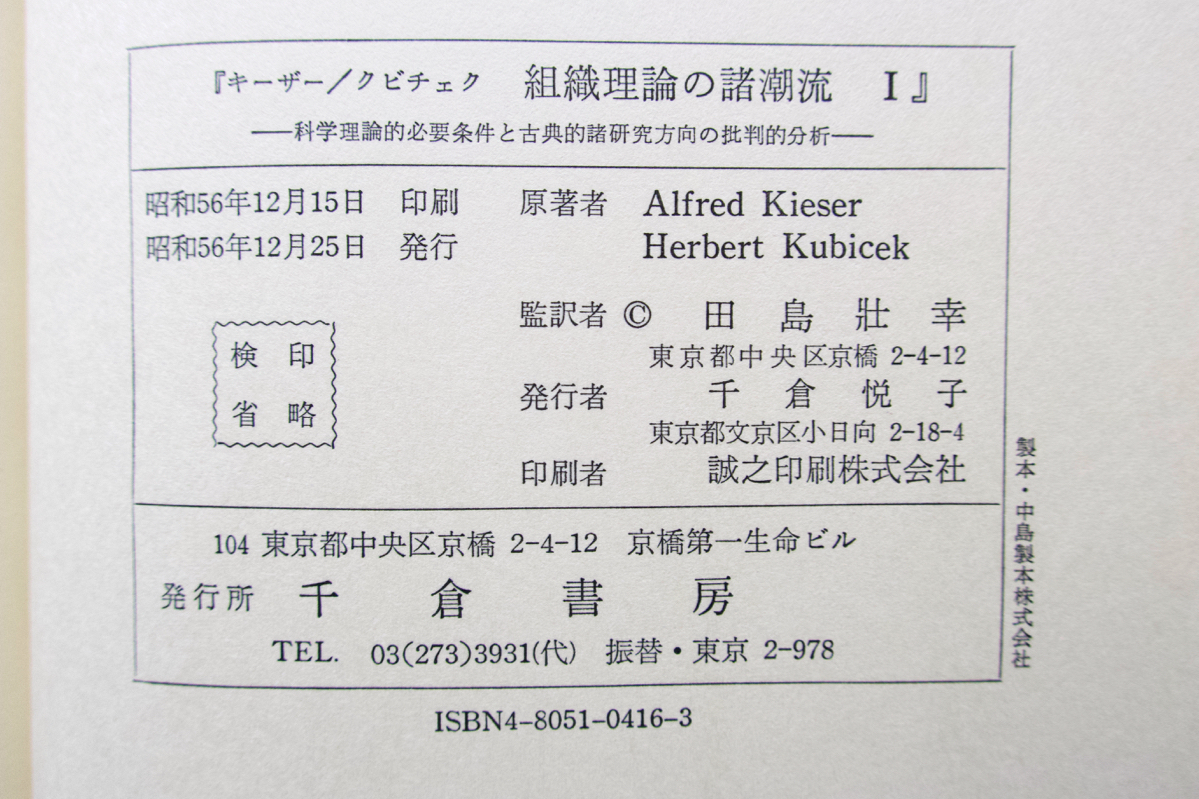 『キーザー/クビチェク 組織理論の諸潮流 Ⅰ』
――科学理論的必要条件と古典的諸研究方向の批判的分析――
昭和56年12月15日 印刷
昭和56年12月25日 発行
検印
省略
原著者 Alfred Kieser
Herbert Kubicek
監訳者 © 田島壯幸
東京都中央区京橋 2-4-12
発行者 千倉悦子
東京都文京区小日向 2-18-4
印刷者 誠之印刷株式会社
104 東京都中央区京橋 2-4-12 京橋第一生命ビル
発行所 千倉書房
TEL. 03(273)3931(代) 振替・東京 2-978
製本・中島製本株式会社
ISBN4-8051-0416-3